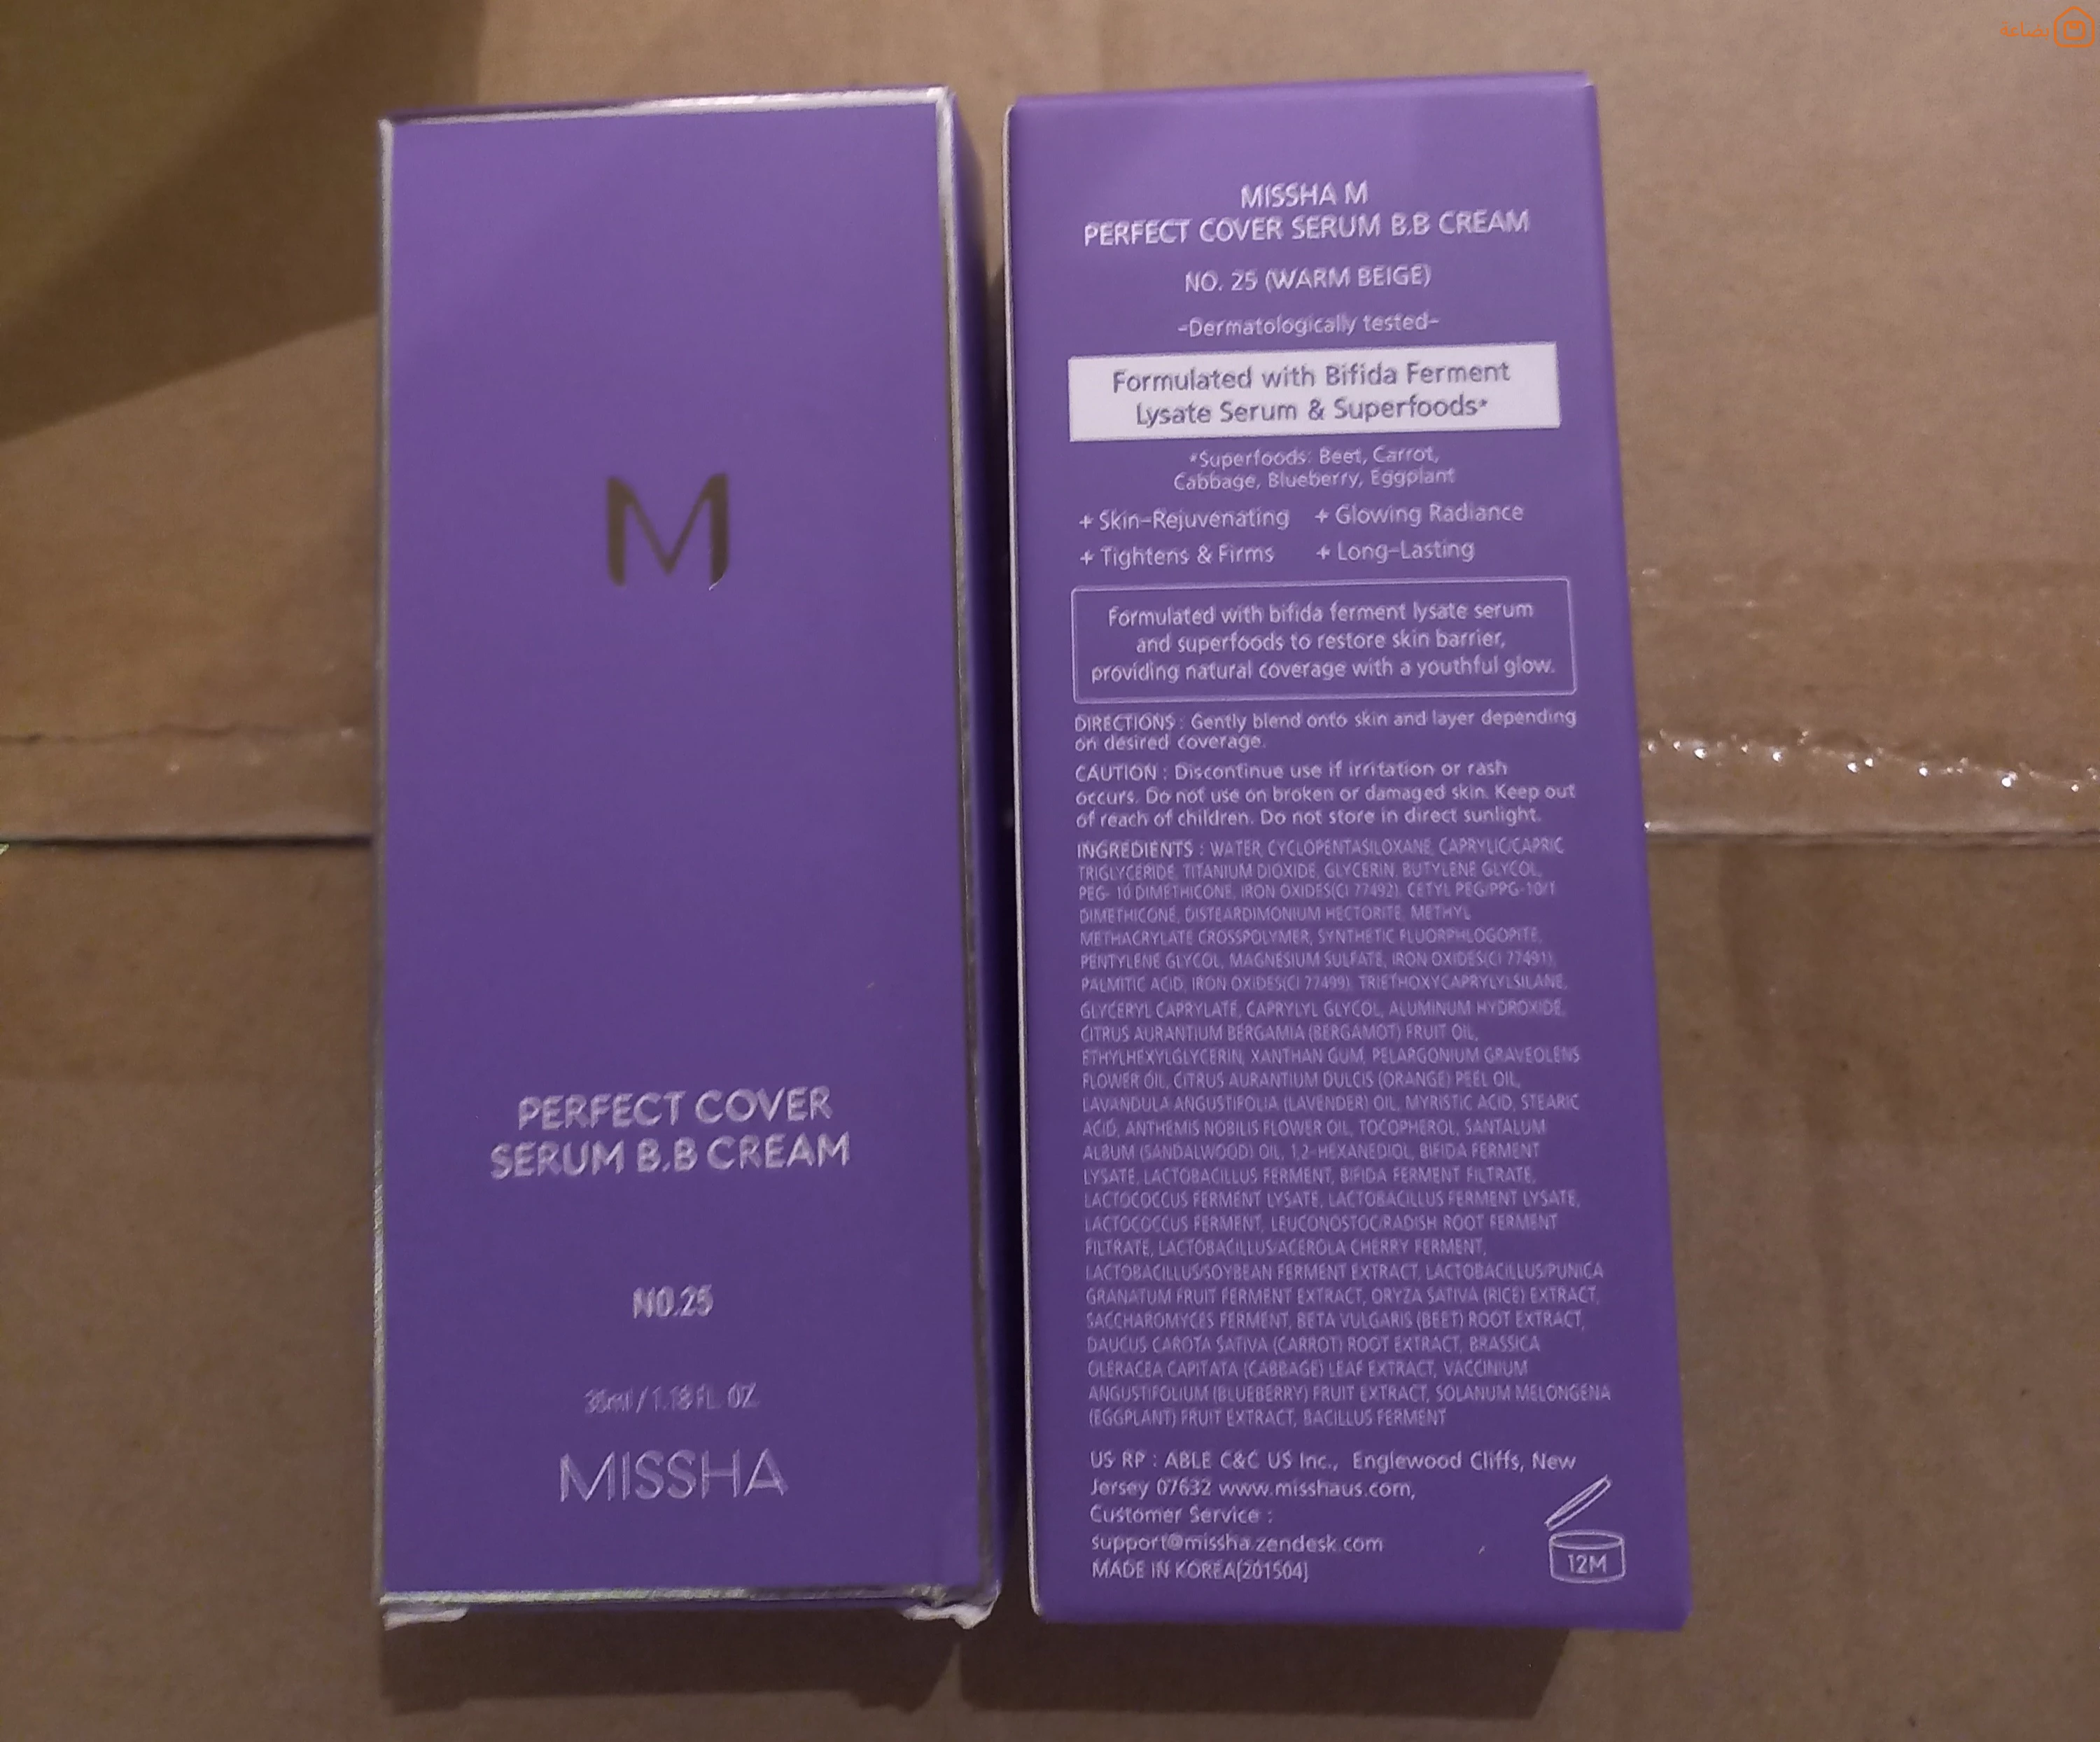 بضاعة
M
PERFECT COVER
SERUM B.B CREAM
NO.25
30ml / 1.18 FL. OZ
MISSHA
MISSHA M
PERFECT COVER SERUM B.B CREAM
NO. 25 (WARM BEIGE)
-Dermatologically tested-
Formulated with Bifida Ferment
Lysate Serum & Superfoods*
*Superfoods: Beet, Carrot,
Cabbage, Blueberry, Eggplant
+ Skin-Rejuvenating + Glowing Radiance
+ Tightens & Firms + Long-Lasting
Formulated with bifida ferment lysate serum
and superfoods to restore skin barrier,
providing natural coverage with a youthful glow.
DIRECTIONS : Gently blend onto skin and layer depending
on desired coverage.
CAUTION : Discontinue use if irritation or rash
occurs. Do not use on broken or damaged skin. Keep out
of reach of children. Do not store in direct sunlight.
INGREDIENTS : WATER, CYCLOPENTASILOXANE, CAPRYLIC/CAPRIC
TRIGLYCERIDE, TITANIUM DIOXIDE, GLYCERIN, BUTYLENE GLYCOL,
PEG- 10 DIMETHICONE, IRON OXIDES(CI 77492), CETYL PEG/PPG-10/1
DIMETHICONE, DISTEARDIMONIUM HECTORITE, METHYL
METHACRYLATE CROSSPOLYMER, SYNTHETIC FLUORPHLOGOPITE,
PENTYLENE GLYCOL, MAGNESIUM SULFATE, IRON OXIDES(CI 77491),
PALMITIC ACID, IRON OXIDES(CI 77499), TRIETHOXYCAPRYLYLSILANE,
GLYCERYL CAPRYLATE, CAPRYLYL GLYCOL, ALUMINUM HYDROXIDE,
CITRUS AURANTIUM BERGAMIA (BERGAMOT) FRUIT OIL,
ETHYLHEXYLGLYCERIN, XANTHAN GUM, PELARGONIUM GRAVEOLENS
FLOWER OIL, CITRUS AURANTIUM DULCIS (ORANGE) PEEL OIL,
LAVANDULA ANGUSTIFOLIA (LAVENDER) OIL, MYRISTIC ACID, STEARIC
ACID, ANTHEMIS NOBILIS FLOWER OIL, TOCOPHEROL, SANTALUM
ALBUM (SANDALWOOD) OIL, 1,2-HEXANEDIOL, BIFIDA FERMENT
LYSATE, LACTOBACILLUS FERMENT, BIFIDA FERMENT FILTRATE,
LACTOCOCCUS FERMENT LYSATE, LACTOBACILLUS FERMENT LYSATE,
LACTOCOCCUS FERMENT, LEUCONOSTOC/RADISH ROOT FERMENT
FILTRATE, LACTOBACILLUS/ACEROLA CHERRY FERMENT,
LACTOBACILLUS/SOYBEAN FERMENT EXTRACT, LACTOBACILLUS/PUNICA
GRANATUM FRUIT FERMENT EXTRACT, ORYZA SATIVA (RICE) EXTRACT,
SACCHAROMYCES FERMENT, BETA VULGARIS (BEET) ROOT EXTRACT,
DAUCUS CAROTA SATIVA (CARROT) ROOT EXTRACT, BRASSICA
OLERACEA CAPITATA (CABBAGE) LEAF EXTRACT, VACCINIUM
ANGUSTIFOLIUM (BLUEBERRY) FRUIT EXTRACT, SOLANUM MELONGENA
(EGGPLANT) FRUIT EXTRACT, BACILLUS FERMENT
US RP : ABLE C&C US Inc., Englewood Cliffs, New
Jersey 07632 www.misshaus.com,
Customer Service :
support@missha.zendesk.com
MADE IN KOREA[201504]
12M